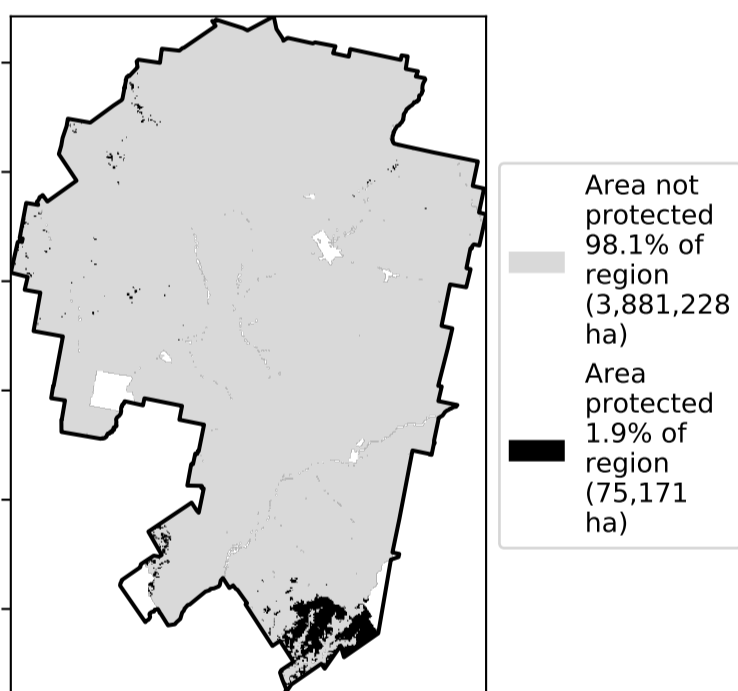 Area not
protected
98.1% of
region
(3,881,228
ha)
Area
protected
1.9% of
region
(75,171
ha)